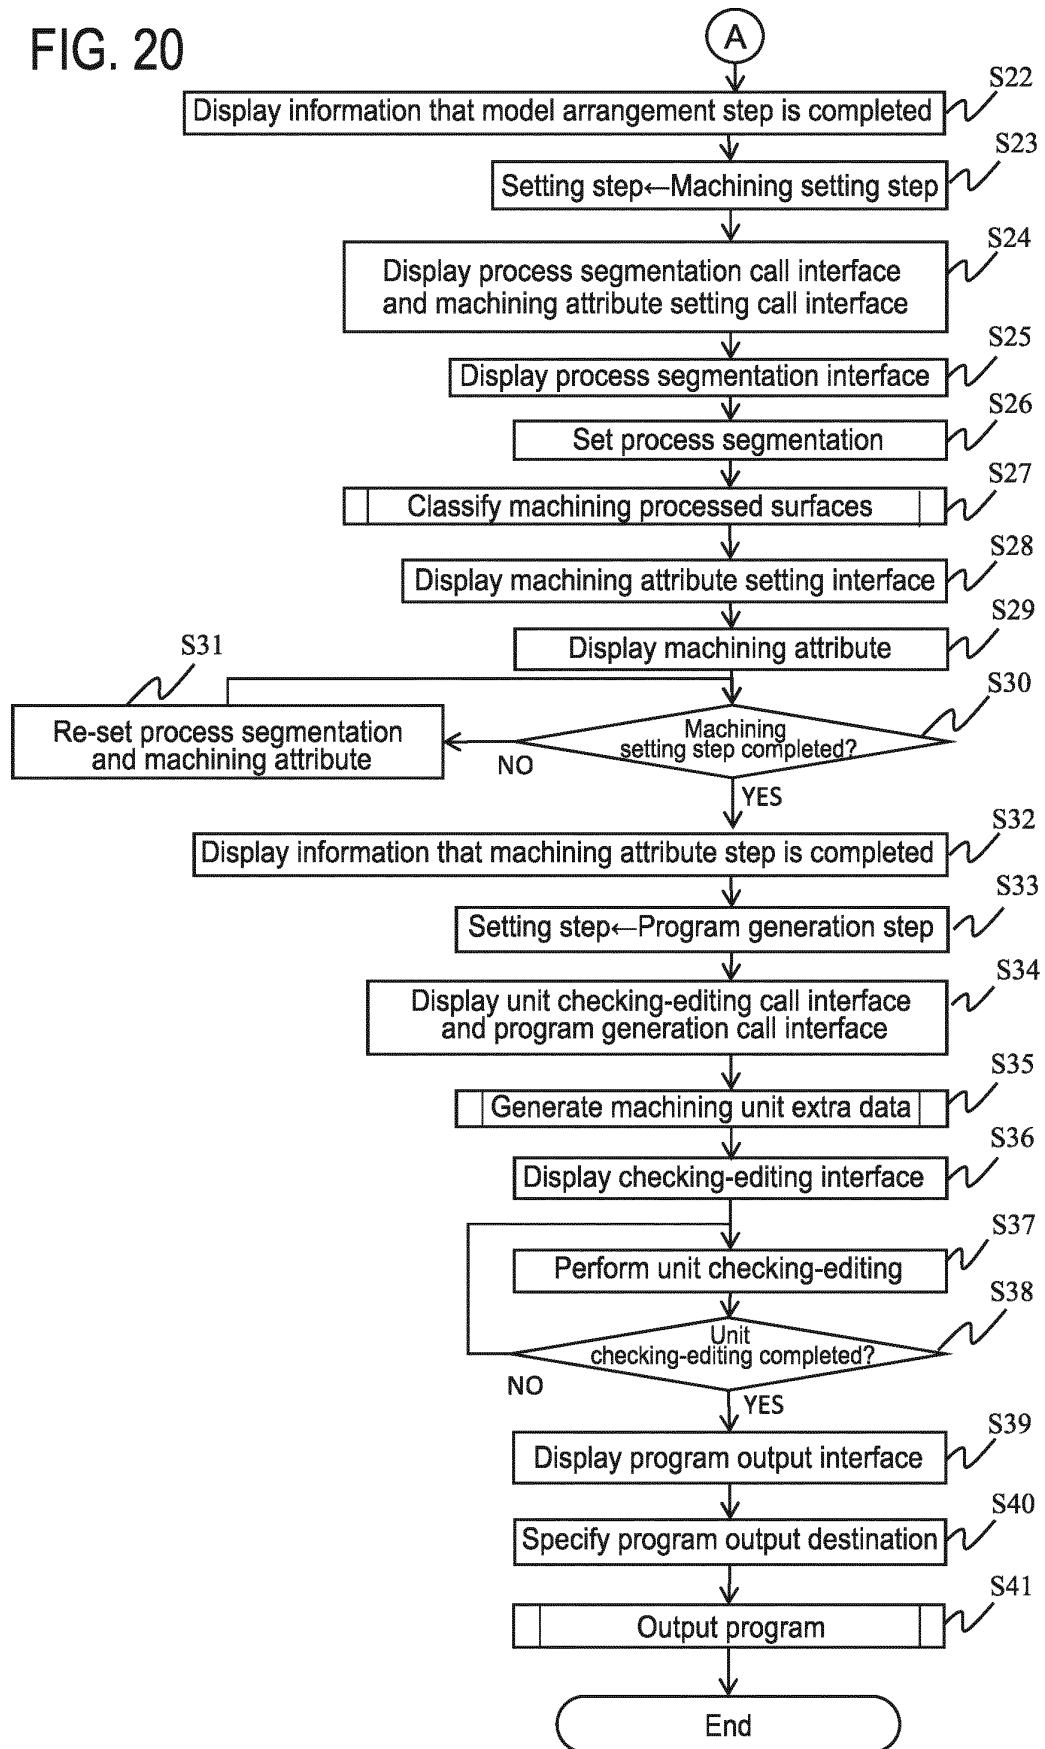 FIG. 20
A
S22
Display information that model arrangement step is completed
S23
Setting step←Machining setting step
S24
Display process segmentation call interface
and machining attribute setting call interface
S25
Display process segmentation interface
S26
Set process segmentation
S27
Classify machining processed surfaces
S28
Display machining attribute setting interface
S29
Display machining attribute
S31
S30
Re-set process segmentation
and machining attribute
Machining
setting step completed?
NO
YES
S32
Display information that machining attribute step is completed
S33
Setting step←Program generation step
S34
Display unit checking-editing call interface
and program generation call interface
S35
Generate machining unit extra data
S36
Display checking-editing interface
S37
Perform unit checking-editing
S38
Unit
checking-editing completed?
NO
YES
S39
Display program output interface
S40
Specify program output destination
S41
Output program
End